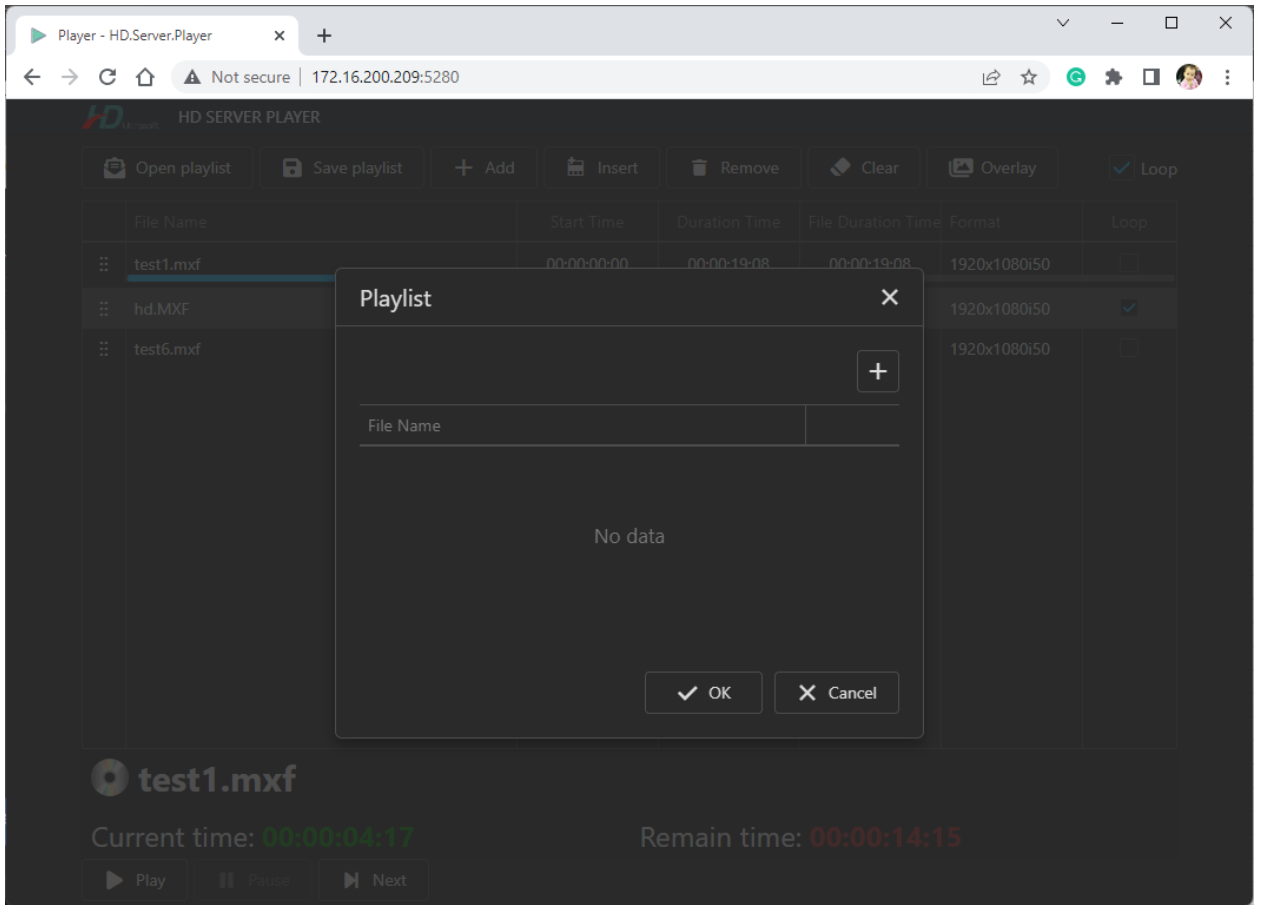 Player - HD.Server.Player
Not secure 172.16.200.209:5280
HD SERVER PLAYER
Open playlist Save playlist Add Insert Remove Clear Overlay Loop
File Name Start Time Duration Time File Duration Time Format Loop
test1.mxf 00:00:00:00 00:00:19:08 00:00:19:08 1920x1080i50
hd.MXF 1920x1080i50
test6.mxf 1920x1080i50
Playlist
File Name
No data
OK Cancel
test1.mxf
Current time: 00:00:04:17 Remain time: 00:00:14:15
Play Pause Next